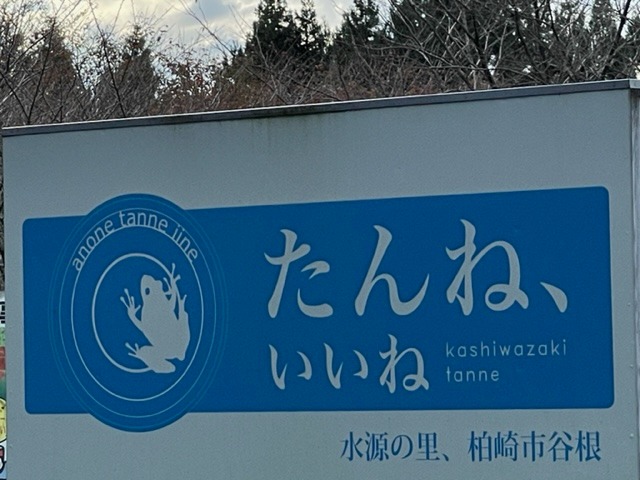 anone tanne iine
たんね、
いいね
kashiwazaki
tanne
水源の里、柏崎市谷根